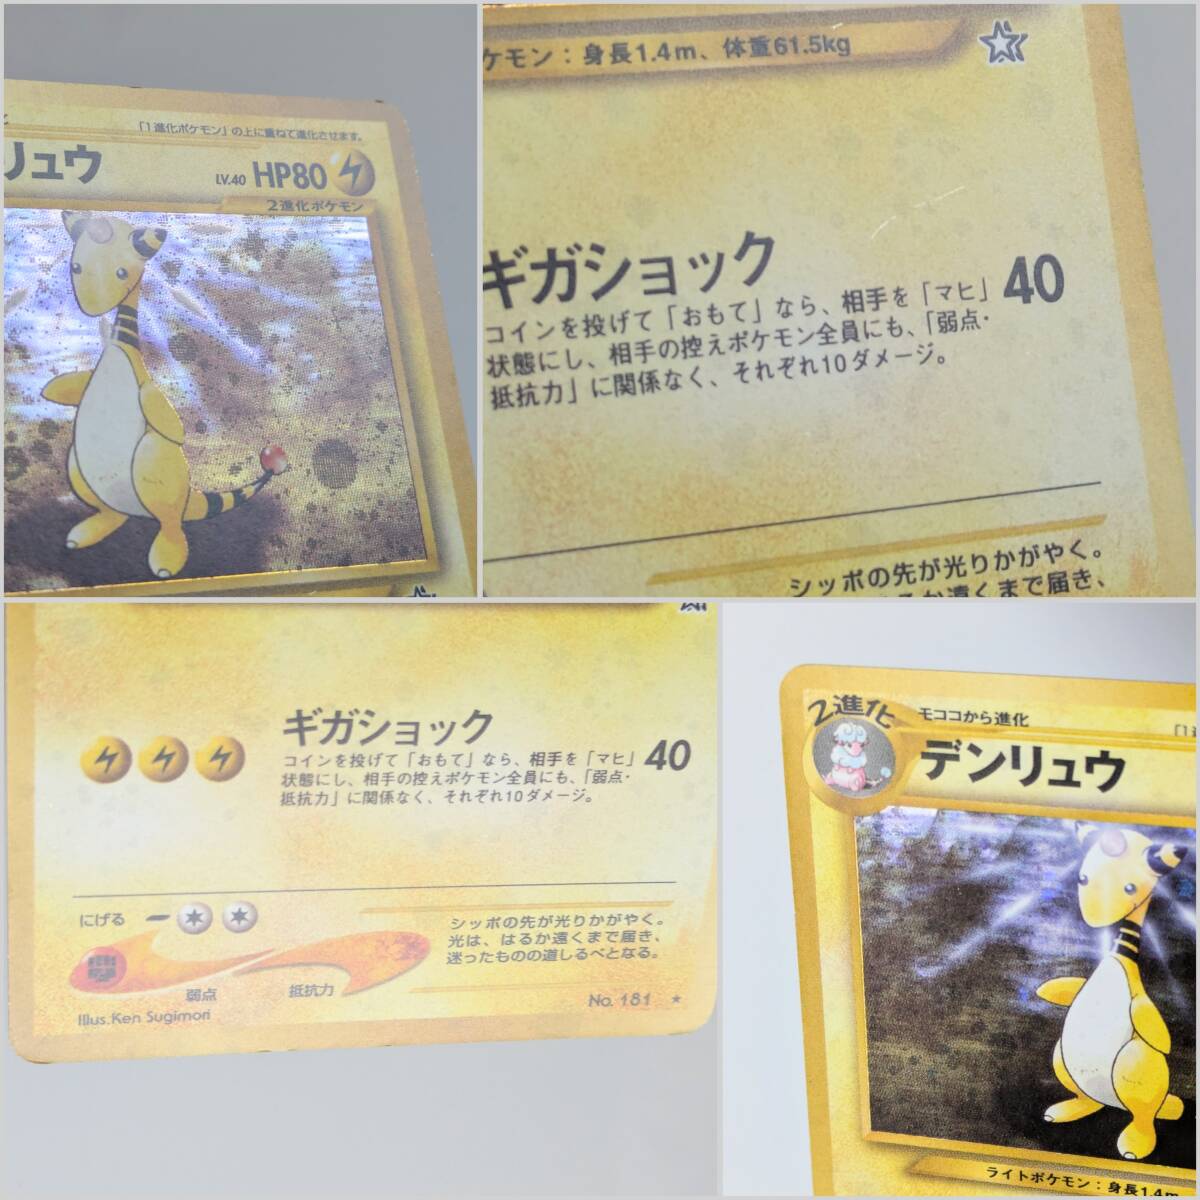 「1進化ポケモン」の上に重ねて進化させます。
リュウ
LV.40 HP80
2進化ポケモン
ケモン：身長1.4m、体重61.5kg
ギガショック
40
コインを投げて「おもて」なら、相手を「マヒ」
状態にし、相手の控えポケモン全員にも、「弱点・
抵抗力」に関係なく、それぞれ10ダメージ。
シッポの先が光りかがやく。
はるか遠くまで届き、
ギガショック
40
コインを投げて「おもて」なら、相手を「マヒ」
状態にし、相手の控えポケモン全員にも、「弱点・
抵抗力」に関係なく、それぞれ10ダメージ。
にげる
シッポの先が光りかがやく。
光は、はるか遠くまで届き、
迷ったものの道しるべとなる。
弱点
抵抗力
No. 181 ★
Illus. Ken Sugimori
2進化
モココから進化
「1
デンリュウ
ライトポケモン：身長1.4m